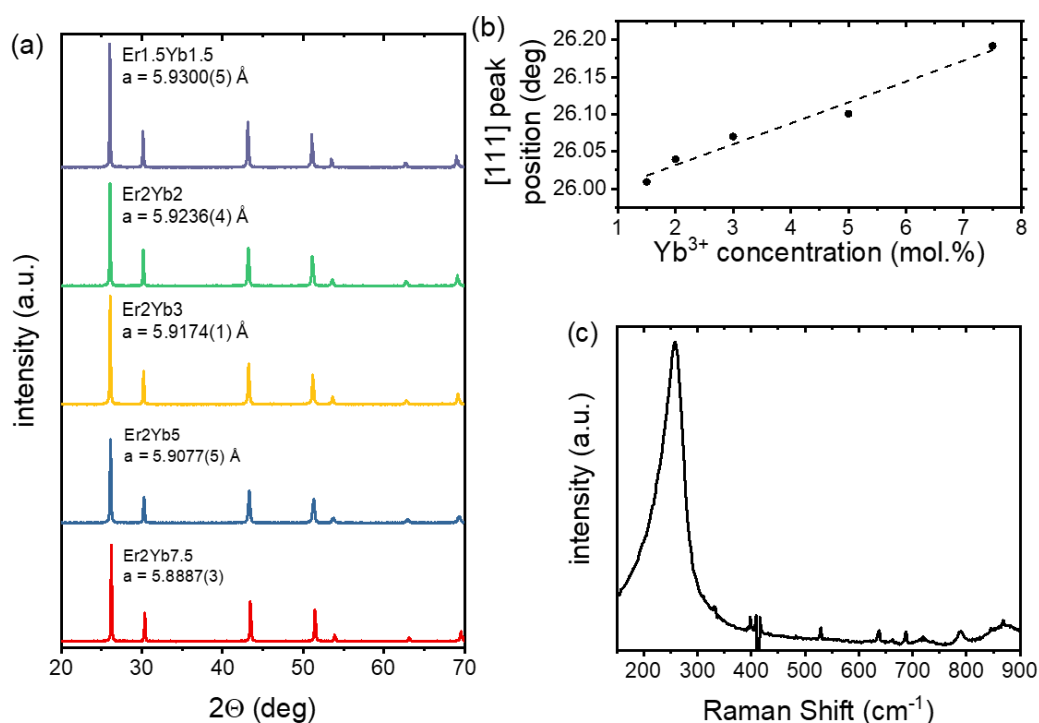 (a)
Er1.5Yb1.5
a = 5.9300(5) Å
Er2Yb2
a = 5.9236(4) Å
Er2Yb3
a = 5.9174(1) Å
Er2Yb5
a = 5.9077(5) Å
Er2Yb7.5
a = 5.8887(3)
intensity (a.u.)
20 30 40 50 60 70
2Θ (deg)
(b)
[111] peak
position (deg)
26.20
26.15
26.10
26.05
26.00
1 2 3 4 5 6 7 8
Yb³⁺ concentration (mol.%)
(c)
intensity (a.u.)
200 300 400 500 600 700 800 900
Raman Shift (cm⁻¹)